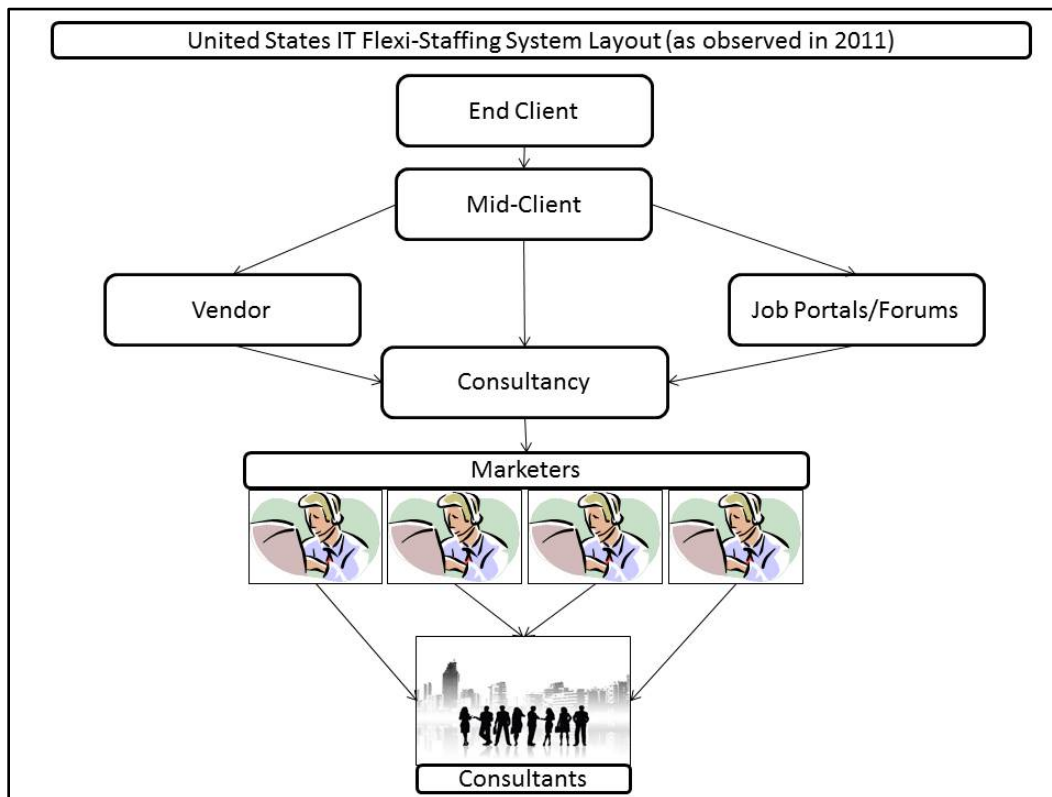 United States IT Flexi-Staffing System Layout (as observed in 2011)
End Client
Mid-Client
Vendor
Job Portals/Forums
Consultancy
Marketers
Consultants